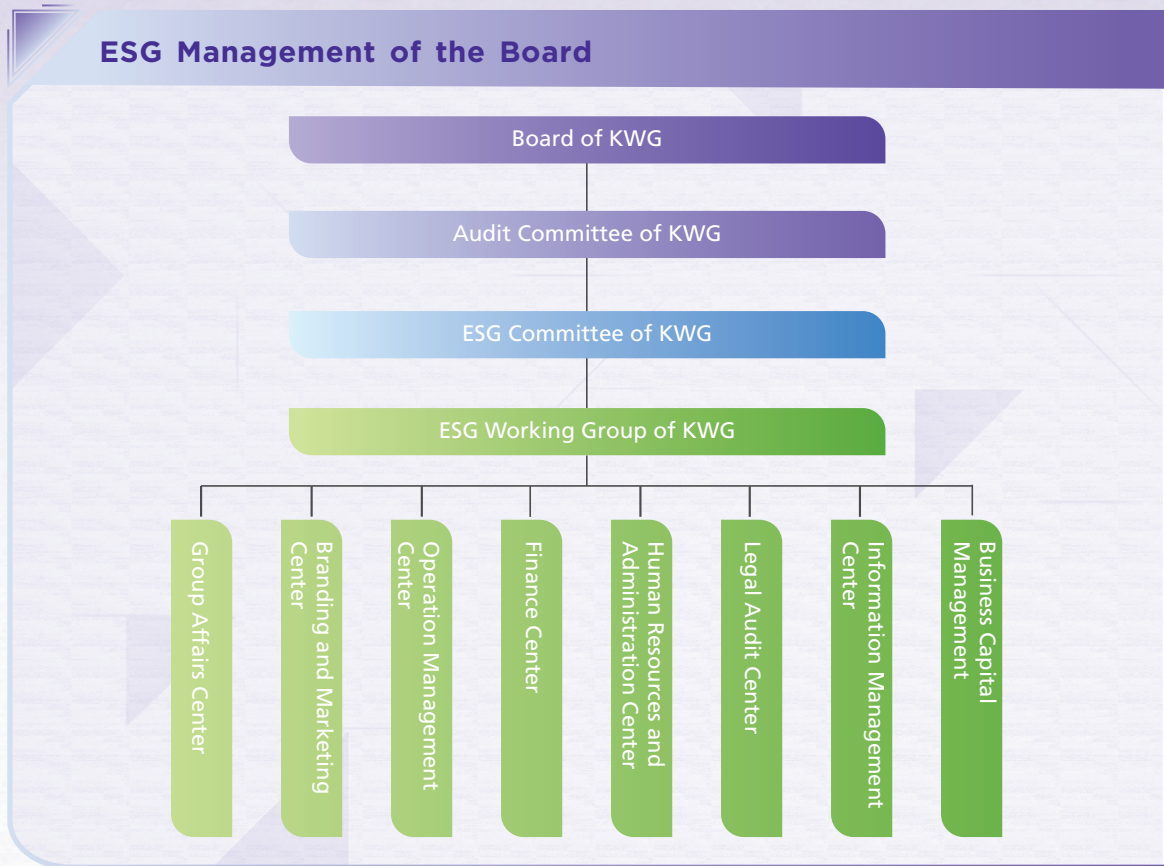 ESG Management of the Board
Board of KWG
Audit Committee of KWG
ESG Committee of KWG
ESG Working Group of KWG
Group Affairs Center
Branding and Marketing
Center
Operation Management
Center
Finance Center
Human Resources and
Administration Center
Legal Audit Center
Information Management
Center
Business Capital
Management